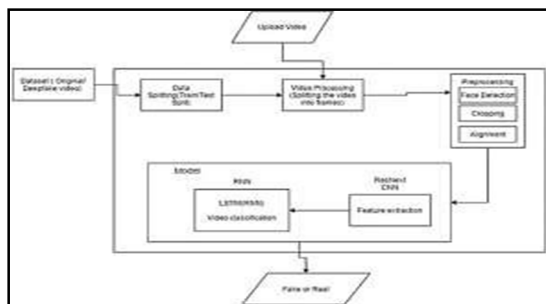 Upload Video
Dataset( Original/
Deepfake video)
Data
Splitting(Train/Test
Split)
Video Processing
(Splitting the video
into frames)
Preprocessing
Face Detection
Cropping
Alignment
Model
RNN
LSTM(RNN)
Video classification
Resnext
CNN
Feature extraction
Fake or Real